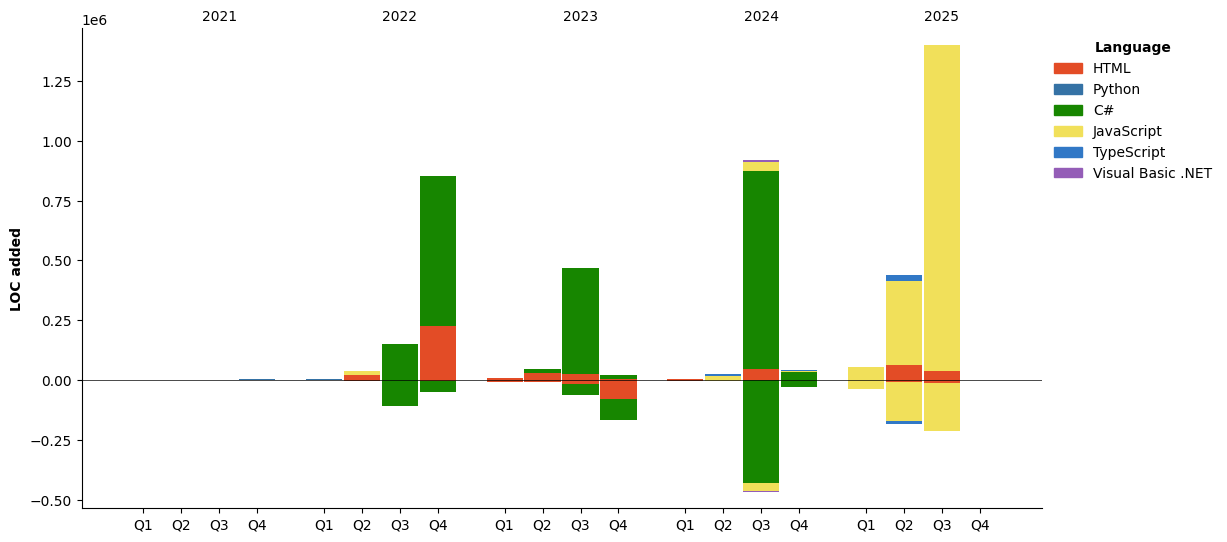 2021 2022 2023 2024 2025
1e6
Language
HTML
Python
C#
JavaScript
TypeScript
Visual Basic .NET
LOC added
1.25
1.00
0.75
0.50
0.25
0.00
−0.25
−0.50
Q1 Q2 Q3 Q4 Q1 Q2 Q3 Q4 Q1 Q2 Q3 Q4 Q1 Q2 Q3 Q4 Q1 Q2 Q3 Q4